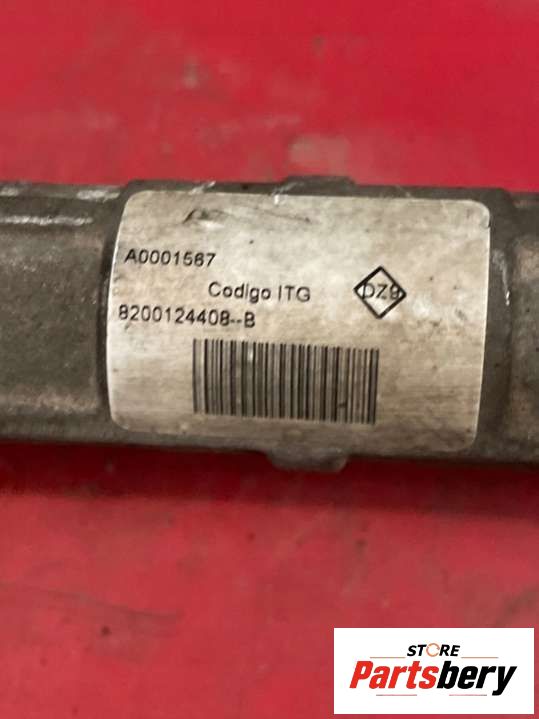 A0001567
Codigo ITG
DZ9
8200124408--B
STORE
Partsbery